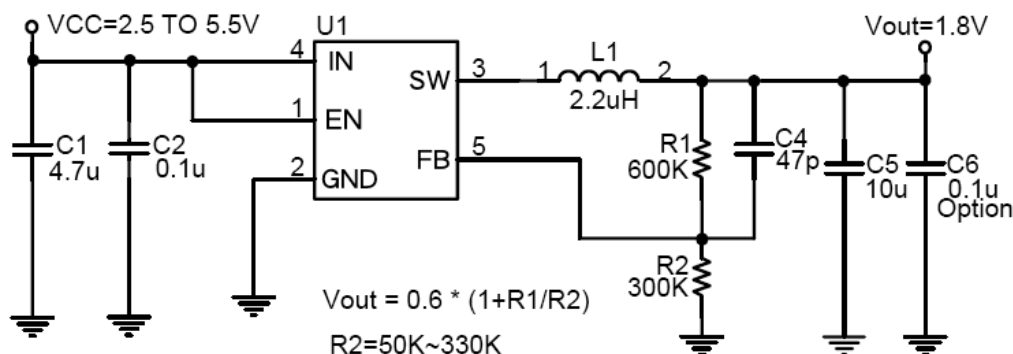 VCC=2.5 TO 5.5V
U1
Vout=1.8V
4
IN
L1
SW
3
1
2
2.2uH
1
EN
C1
4.7u
C2
0.1u
R1
600K
C4
47p
FB
5
C5
10u
C6
0.1u
Option
2
GND
R2
300K
Vout = 0.6 * (1+R1/R2)
R2=50K~330K